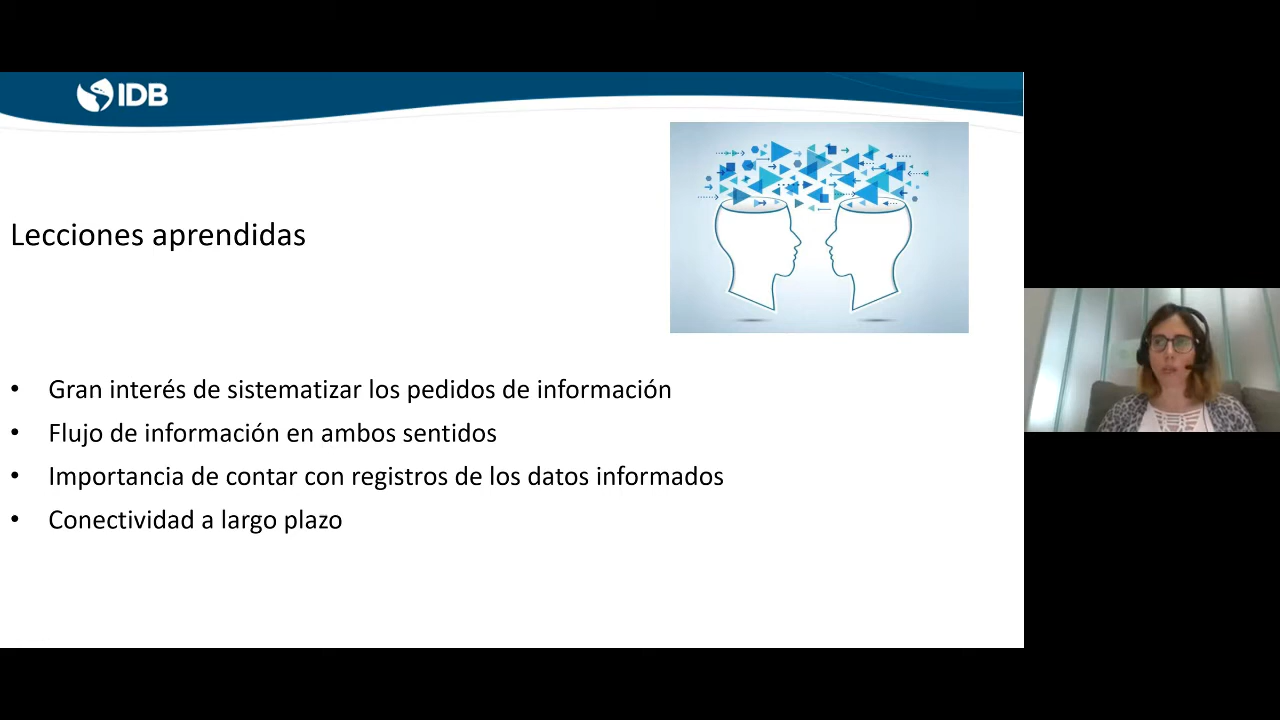 IDB
Lecciones aprendidas
• Gran interés de sistematizar los pedidos de información
• Flujo de información en ambos sentidos
• Importancia de contar con registros de los datos informados
• Conectividad a largo plazo